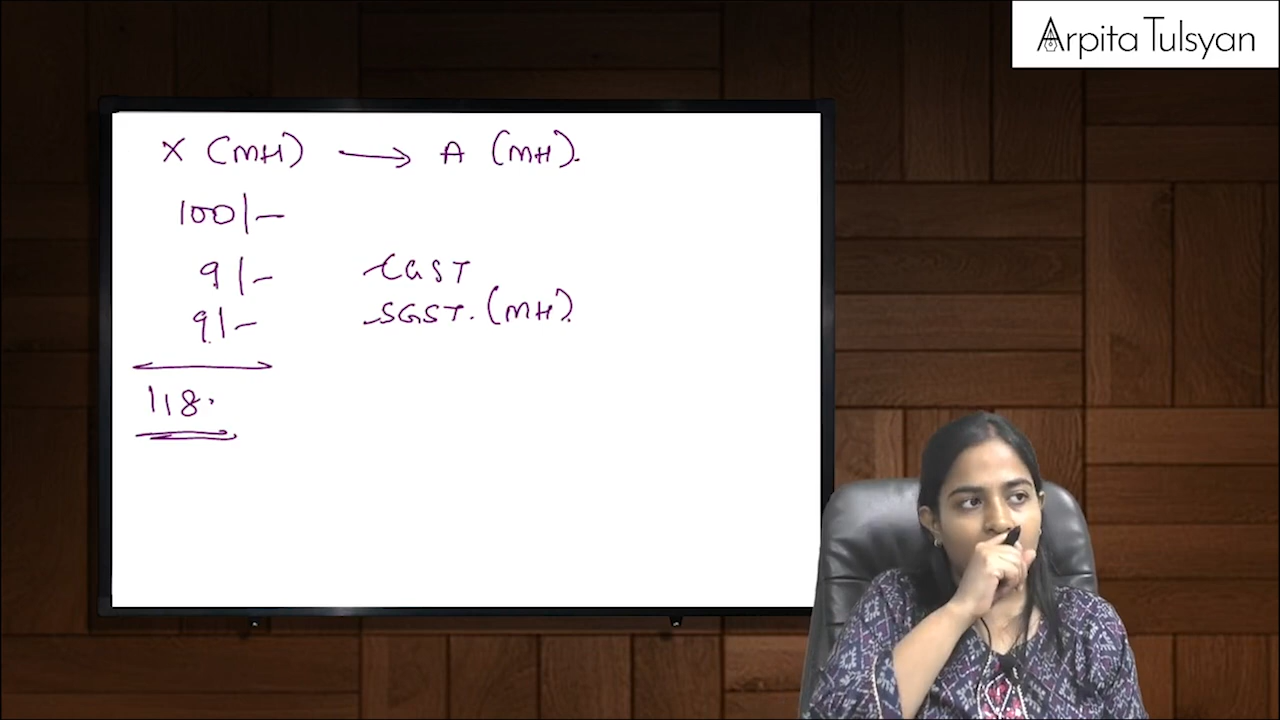 Arpita Tulsyan
X (MH) → A (MH).
100/-
9/- CGST
9/- SGST. (MH).
118.